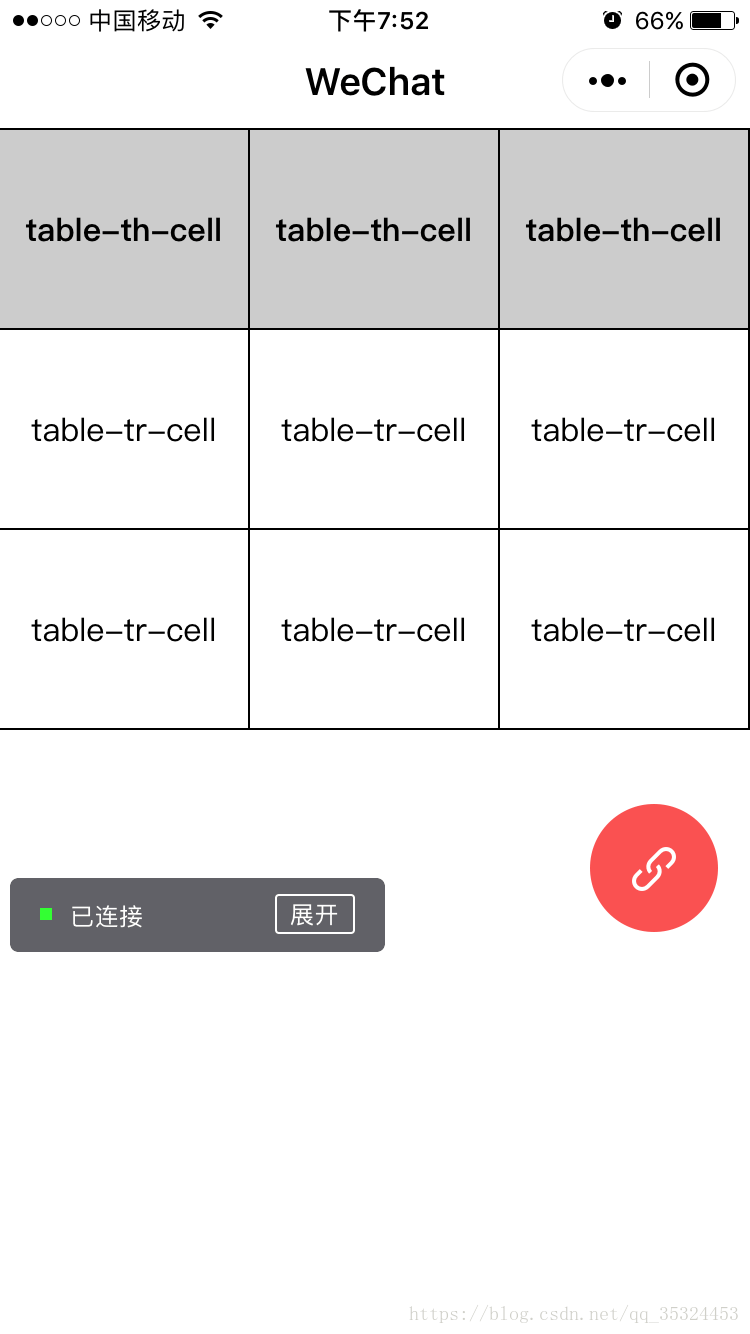 中国移动 下午7:52 66%
WeChat
table-th-cell table-th-cell table-th-cell
table-tr-cell table-tr-cell table-tr-cell
table-tr-cell table-tr-cell table-tr-cell
已连接 展开
https://blog.csdn.net/qq_35324453